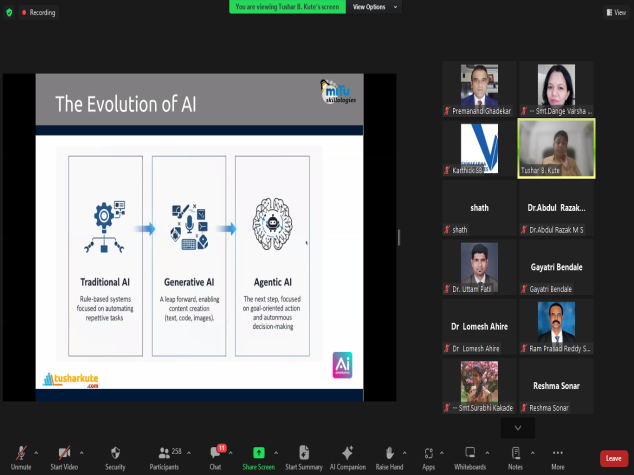 Recording
You are viewing Tushar B. Kute's screen
View Options
View
The Evolution of AI
miTu
skillologies
Traditional AI
Rule-based systems
focused on automating
repettive tasks
Generative AI
A leap forward, enabling
content creation
(text, code, images).
Agentic AI
The next step, focused
on goal-oriented action
and autonmous
decision-making
tusharkute
.com
Ai
Premanand Ghadekar
-- Smt.Dange Varsha ...
Tushar B. Kute
shath
shath
Dr.Abdul Razak...
Dr.Abdul Razak M S
Dr. Uttam Patil
Gayatri Bendale
Gayatri Bendale
Dr Lomesh Ahire
Dr Lomesh Ahire
Ram Prasad Reddy S...
-- Smt.Surabhi Kakade
Reshma Sonar
Reshma Sonar
Unmute
Start Video
Security
258
Participants
11
Chat
Share Screen
Start Summary
AI Companion
Raise Hand
Apps
Whiteboards
Notes
More
Leave